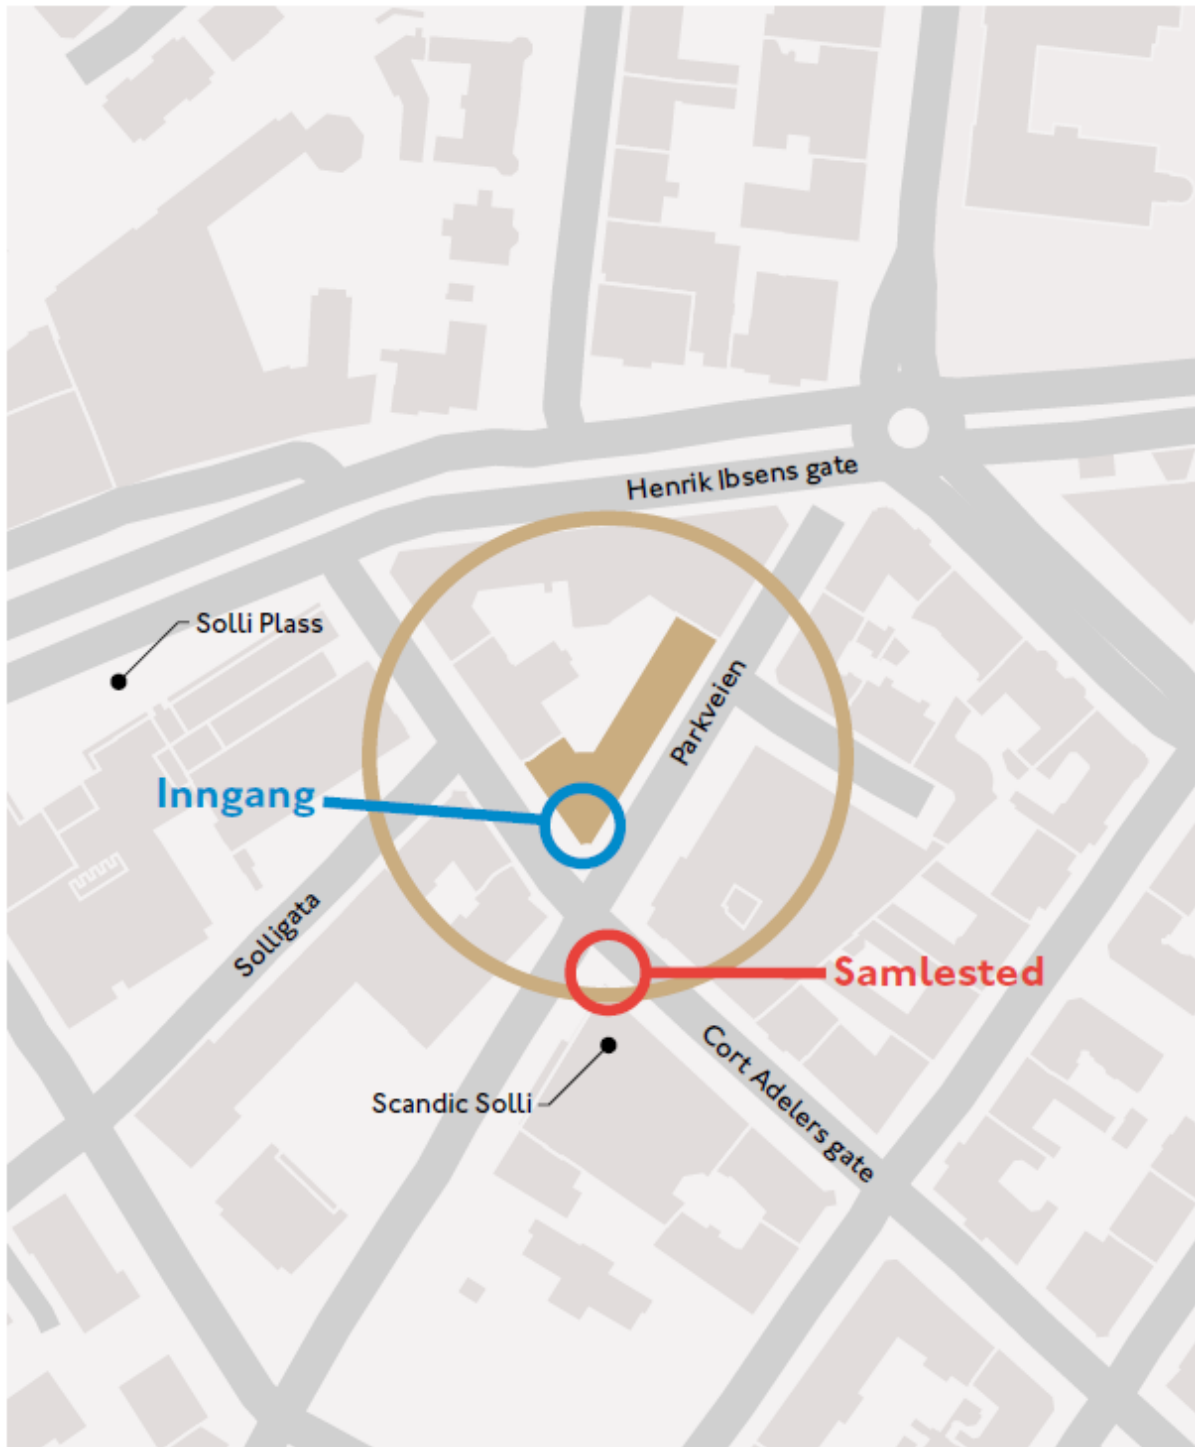 Henrik Ibsens gate
Solli Plass
Parkveien
Inngang
Solligata
Samlested
Cort Adelers gate
Scandic Solli